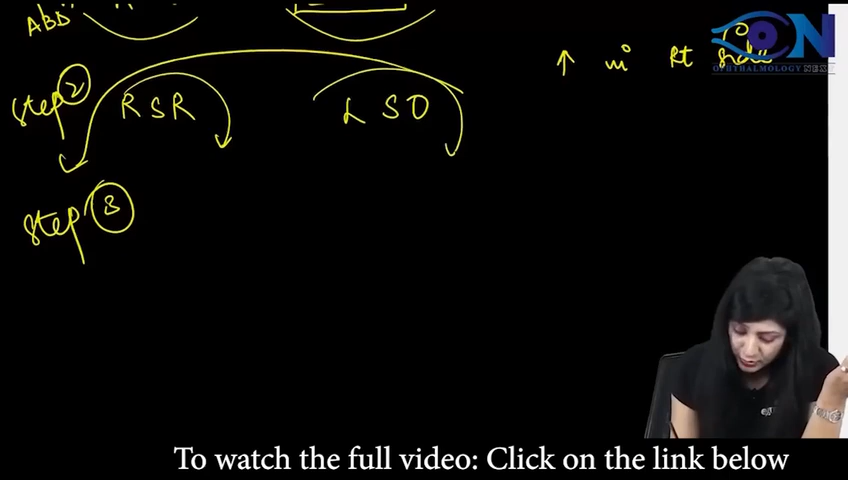 ABD
↑ m° Rt side
ON
OPHTHALMOLOGY NEXT
Step 2 RSR LSO
Step 3
To watch the full video: Click on the link below